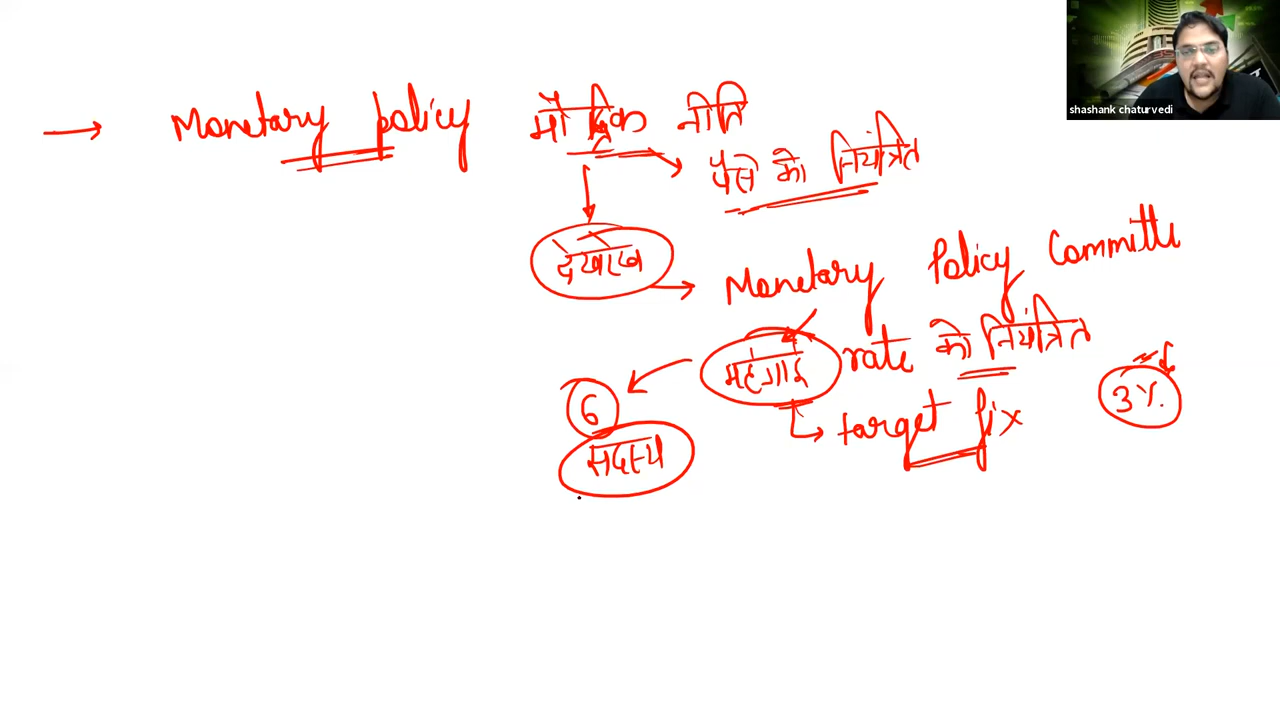 shashank chaturvedi
→ Monetary policy मौद्रिक नीति
पैसे को नियंत्रित
देखरेख
Monetary Policy Committee
महंगाई rate को नियंत्रित
3%.
6
target fix
सदस्य